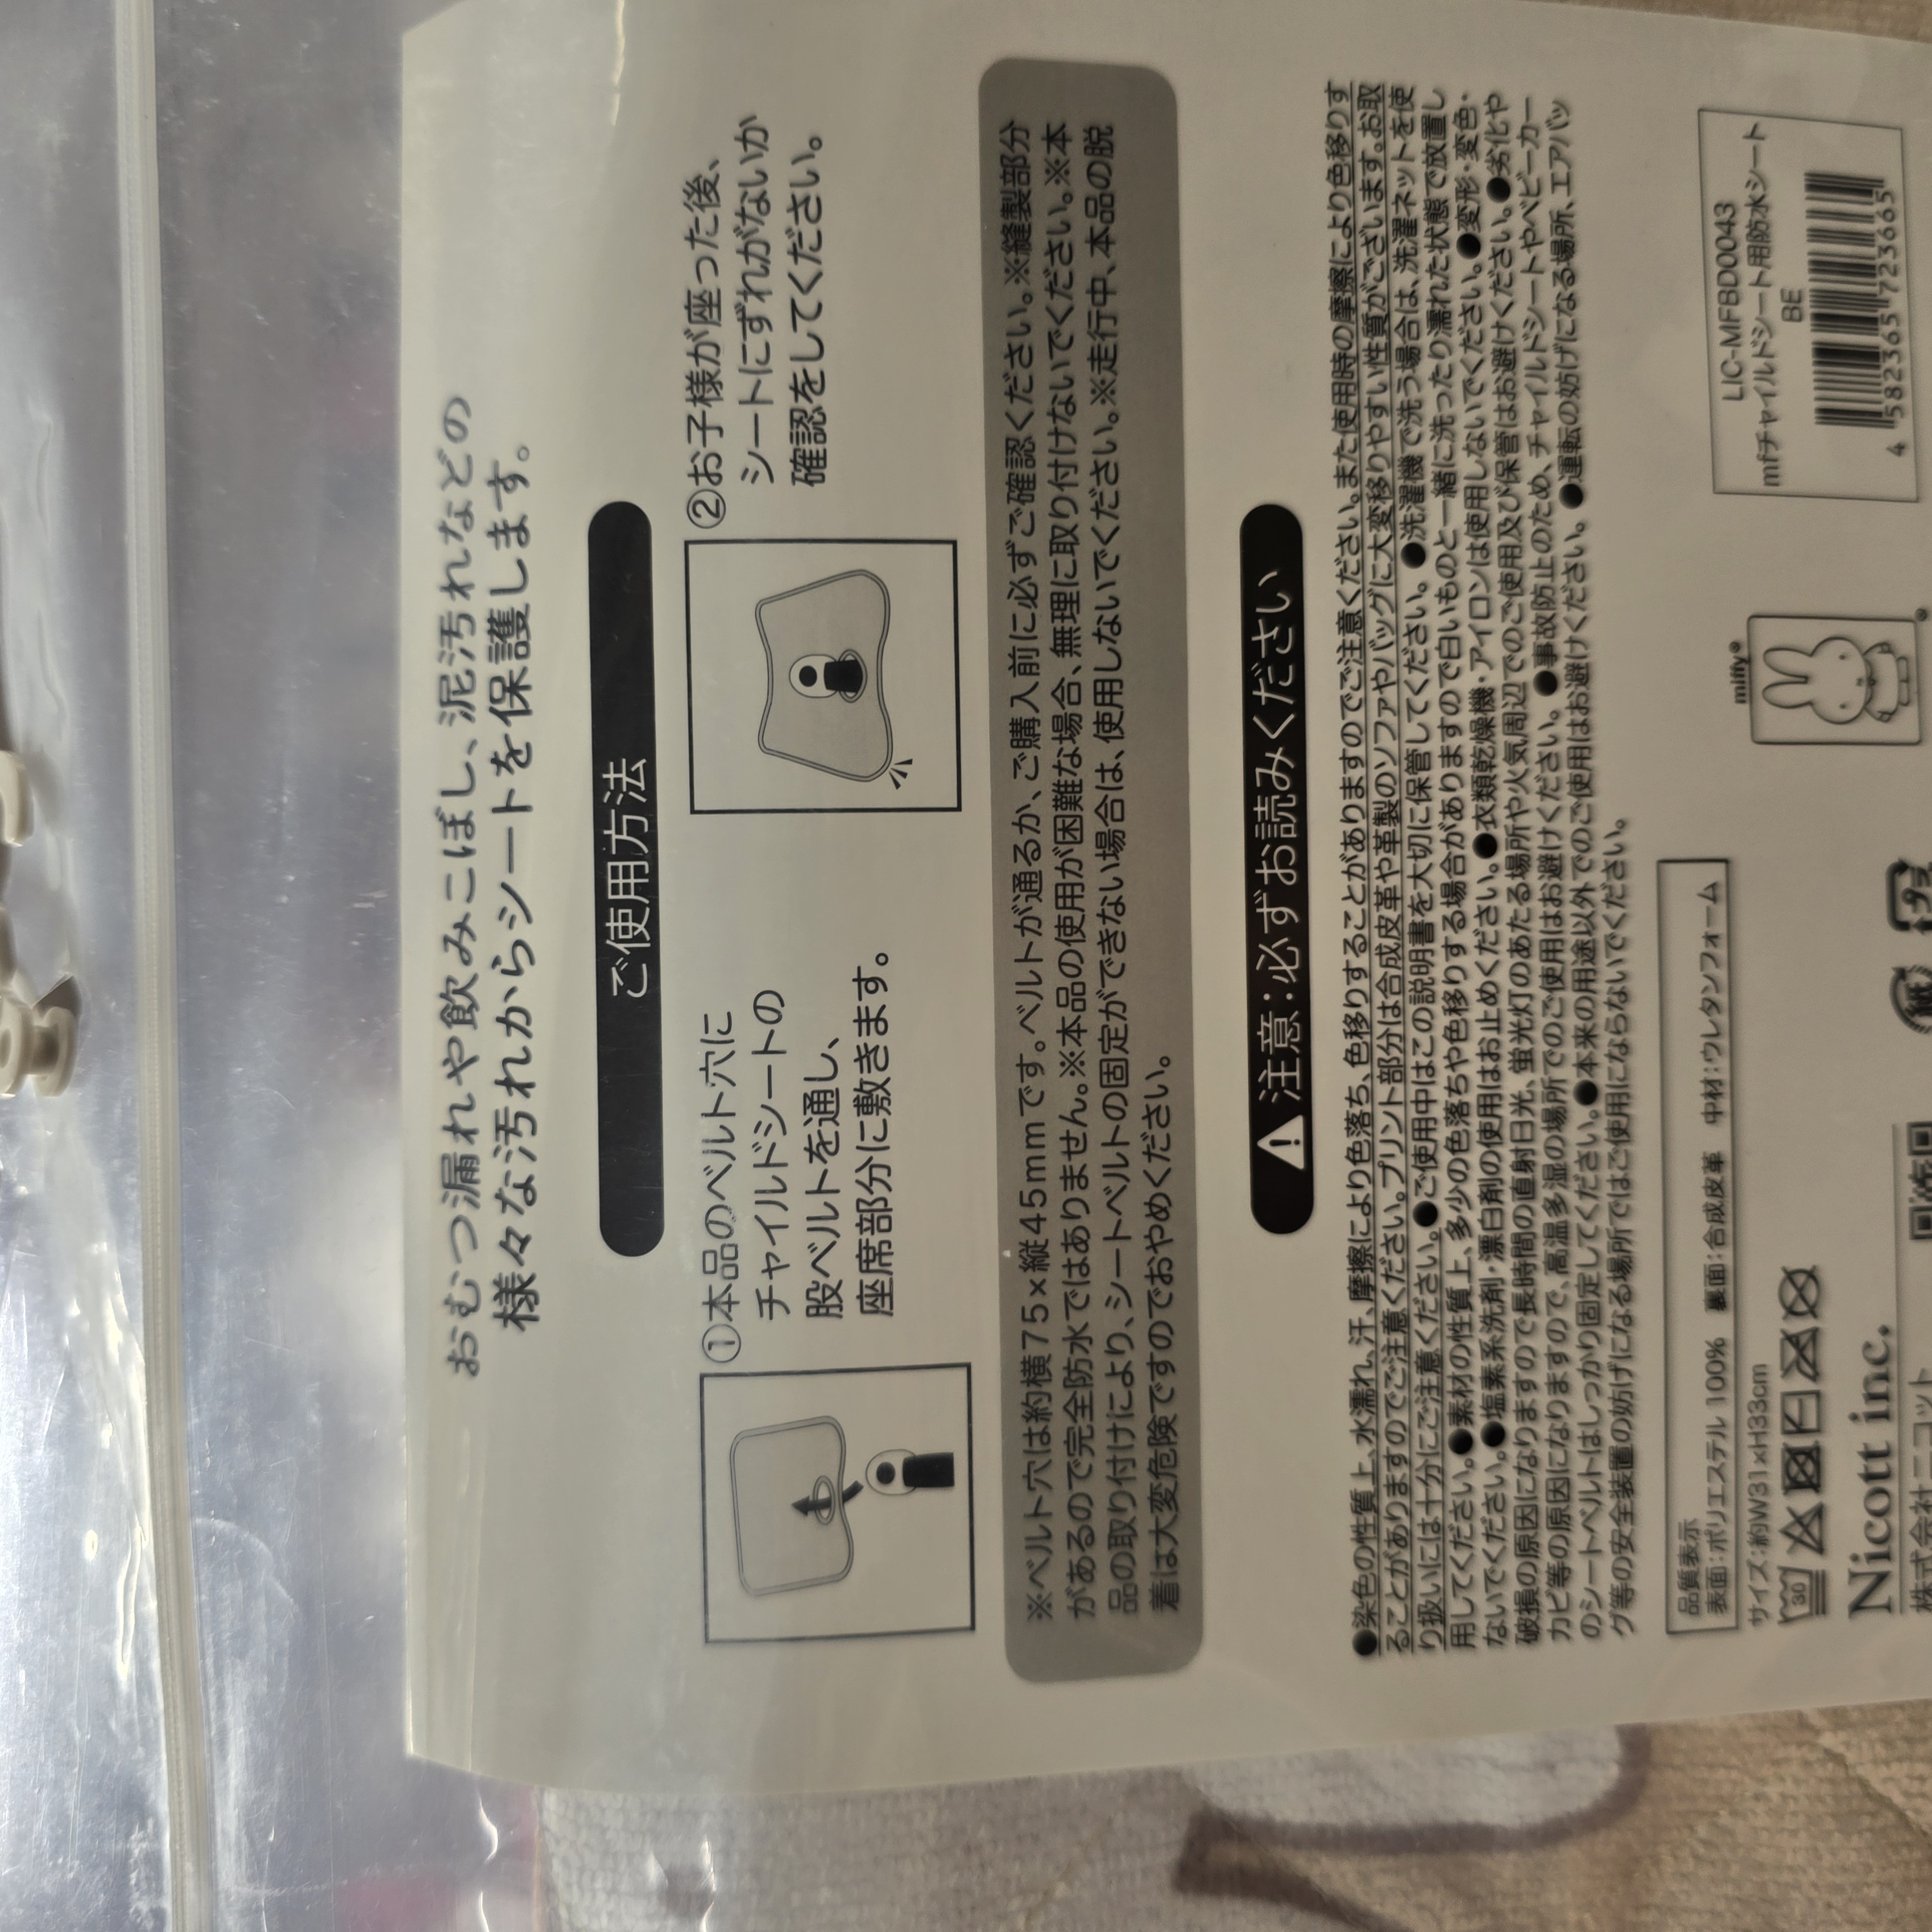 おむつ漏れや飲みこぼし、泥汚れなどの
様々な汚れからシートを保護します。
ご使用方法
①本品のベルト穴に
チャイルドシートの
股ベルトを通し、
座席部分に敷きます。
②お子様が座った後、
シートにずれがないか
確認をしてください。
※ベルト穴は約横75×縦45mmです。ベルトが通るか、ご購入前に必ずご確認ください。※縫製部分
があるので完全防水ではありません。※本品の使用が困難な場合、無理に取り付けないでください。※本
品の取り付けにより、シートベルトの固定ができない場合は、使用しないでください。※走行中、本品の脱
着は大変危険ですのでおやめください。
注意:必ずお読みください
●染色の性質上、水濡れ、汗、摩擦により色落ち、色移りすることがありますのでご注意ください。また使用時の摩擦により色移りす
ることがありますのでご注意ください。プリント部分は合成皮革や革製のソファやバッグに大変移りやすい性質がございます。お取
り扱いには十分にご注意ください。●ご使用中はこの説明書を大切に保管してください。●洗濯機で洗う場合は、洗濯ネットを使
用してください。●素材の性質上、多少の色落ちや色移りする場合がありますので白いものと一緒に洗ったり濡れた状態で放置し
ないでください。●塩素系洗剤・漂白剤の使用はお止めください。●衣類乾燥機・アイロンは使用しないでください。●変形・変色・
破損の原因になりますので長時間の直射日光、蛍光灯のあたる場所や火気周辺でのご使用及び保管はお避けください。●劣化や
カビ等の原因になりますので、高温多湿の場所でのご使用はお避けください。●事故防止のため、チャイルドシートやベビーカー
のシートベルトはしっかり固定してください。●本来の用途以外でのご使用はお避けください。●運転の妨げになる場所、エアバッ
グ等の安全装置の妨げになる場所ではご使用にならないでください。
品質表示
表面:ポリエステル 100% 裏面:合成皮革 中材:ウレタンフォーム
サイズ:約W31×H33cm
30
Nicott inc.
株式会社ニコット
miffy®
LIC-MFBD0043
mfチャイルドシート用防水シート
BE
4 582365 723665